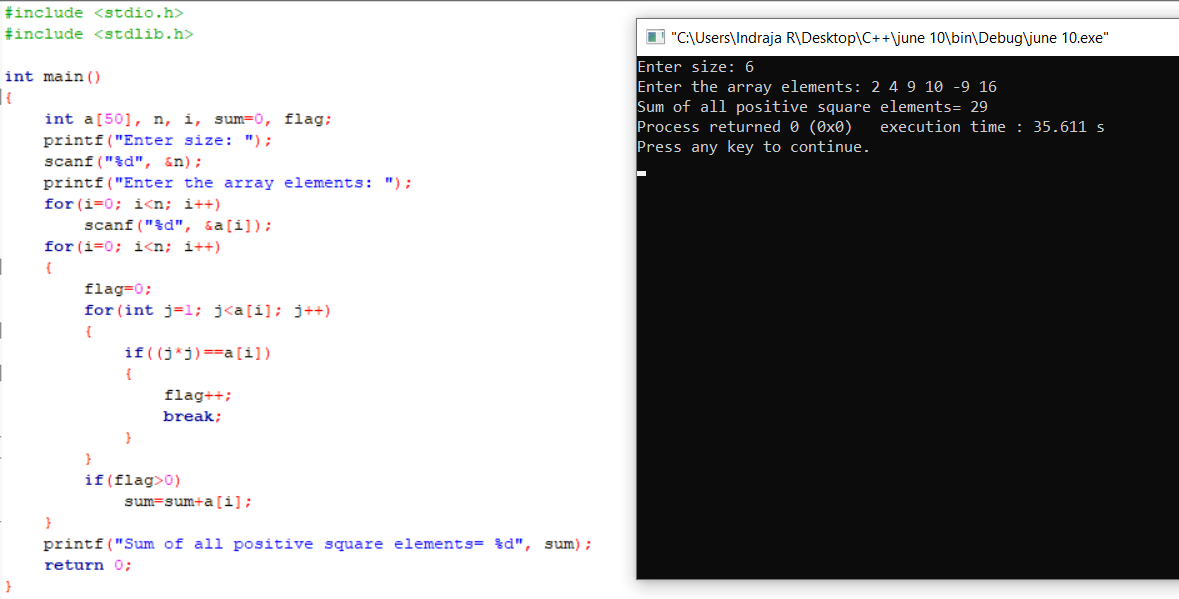 #include <stdio.h>
#include <stdlib.h>
int main()
{
int a[50], n, i, sum=0, flag;
printf("Enter size: ");
scanf("%d", &n);
printf("Enter the array elements: ");
for(i=0; i<n; i++)
scanf("%d", &a[i]);
for(i=0; i<n; i++)
{
flag=0;
for(int j=1; j<a[i]; j++)
{
if((j*j)==a[i])
{
flag++;
break;
}
}
if(flag>0)
sum=sum+a[i];
}
printf("Sum of all positive square elements= %d", sum);
return 0;
}
"C:\Users\Indraja R\Desktop\C++\june 10\bin\Debug\june 10.exe"
Enter size: 6
Enter the array elements: 2 4 9 10 -9 16
Sum of all positive square elements= 29
Process returned 0 (0x0)   execution time : 35.611 s
Press any key to continue.